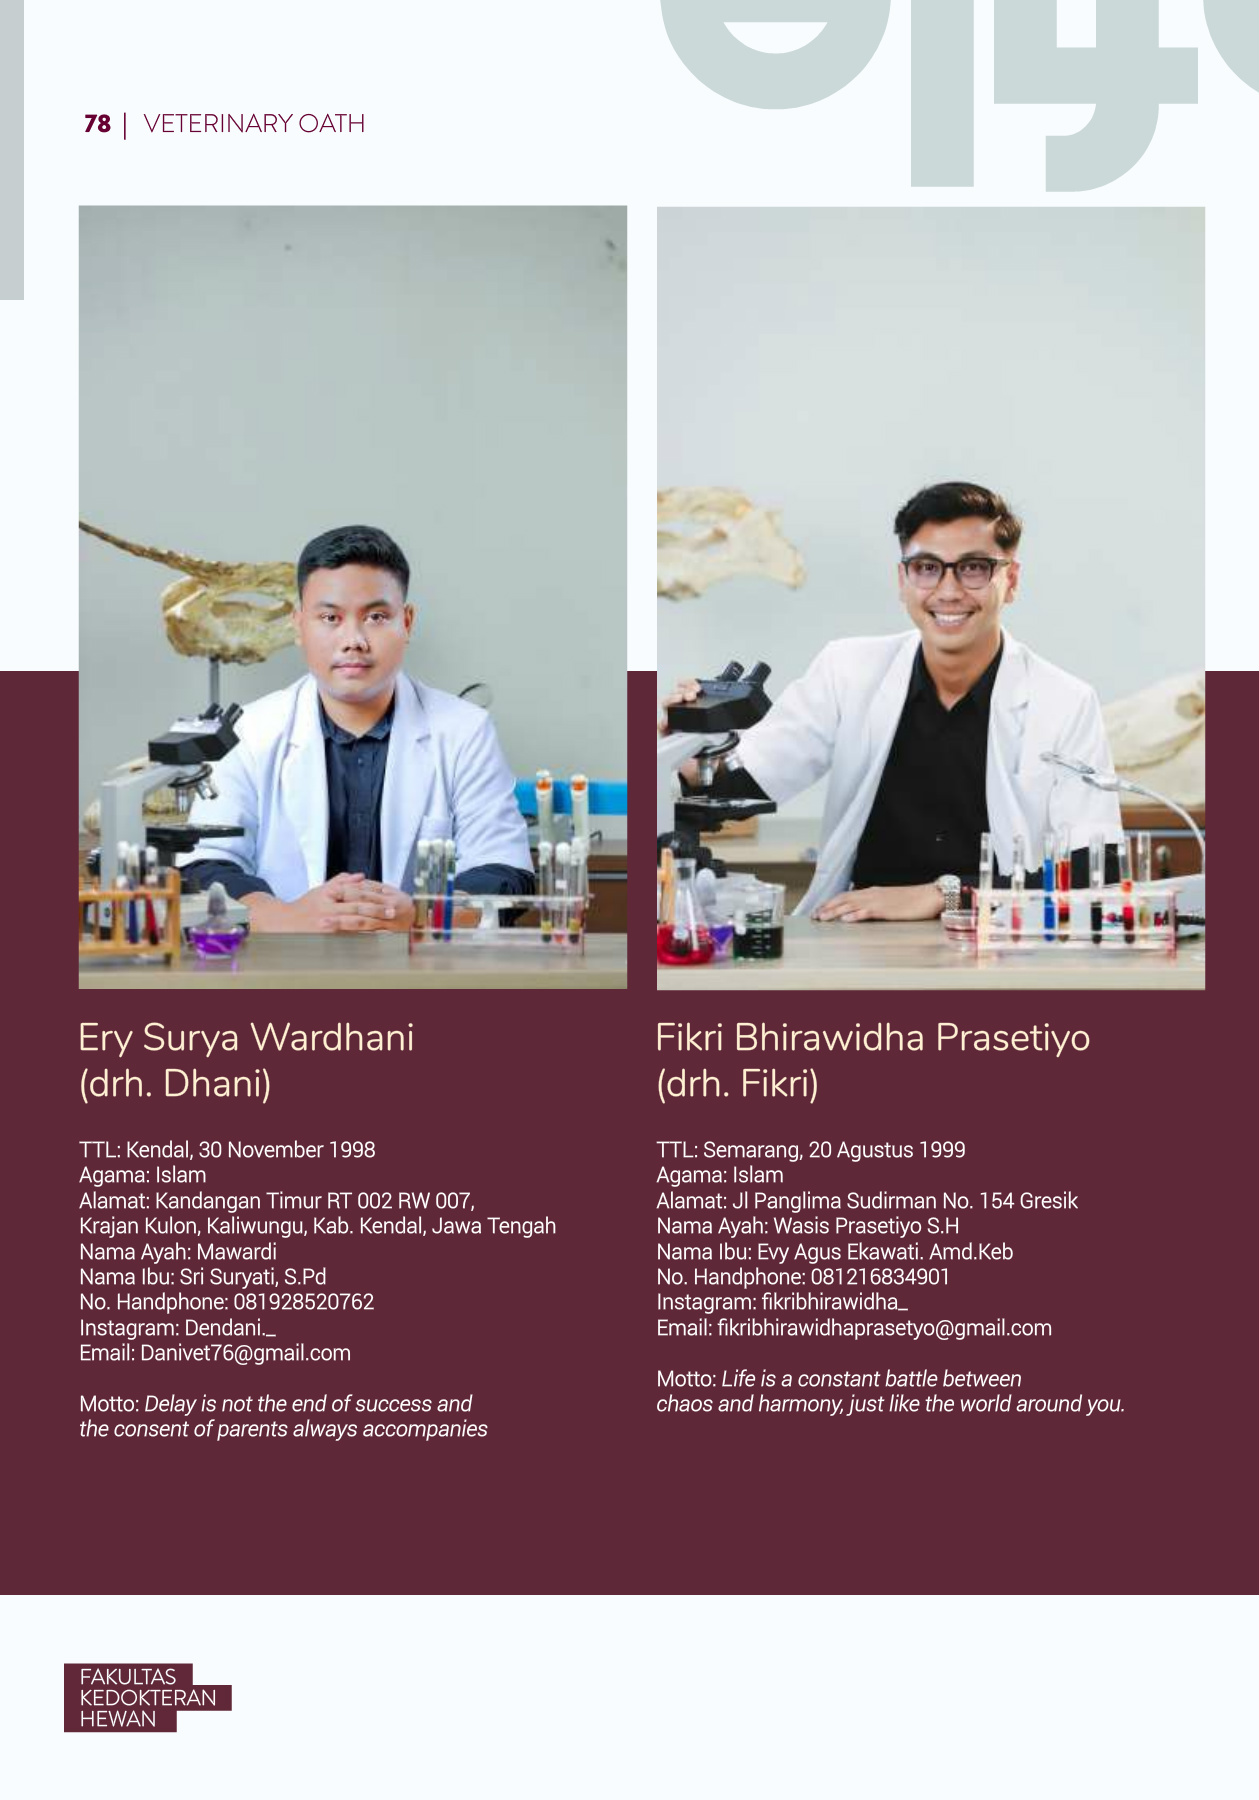 78 | VETERINARY OATH
Ery Surya Wardhani
(drh. Dhani)
TTL: Kendal, 30 November 1998
Agama: Islam
Alamat: Kandangan Timur RT 002 RW 007,
Krajan Kulon, Kaliwungu, Kab. Kendal, Jawa Tengah
Nama Ayah: Mawardi
Nama Ibu: Sri Suryati, S.Pd
No. Handphone: 081928520762
Instagram: Dendani._
Email: Danivet76@gmail.com
Motto: Delay is not the end of success and
the consent of parents always accompanies
Fikri Bhirawidha Prasetiyo
(drh. Fikri)
TTL: Semarang, 20 Agustus 1999
Agama: Islam
Alamat: Jl Panglima Sudirman No. 154 Gresik
Nama Ayah: Wasis Prasetiyo S.H
Nama Ibu: Evy Agus Ekawati. Amd.Keb
No. Handphone: 081216834901
Instagram: fikribhirawidha_
Email: fikribhirawidhaprasetyo@gmail.com
Motto: Life is a constant battle between
chaos and harmony, just like the world around you.
FAKULTAS
KEDOKTERAN
HEWAN